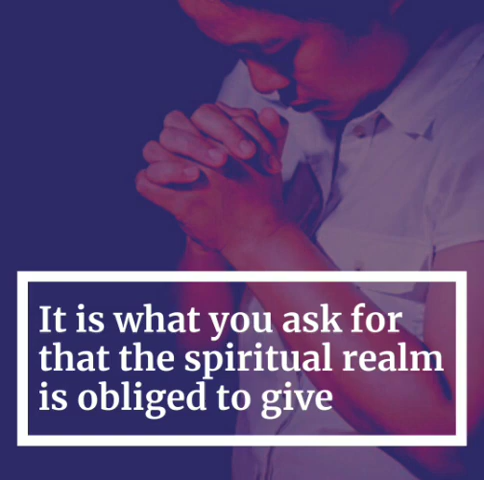 It is what you ask for
that the spiritual realm
is obliged to give